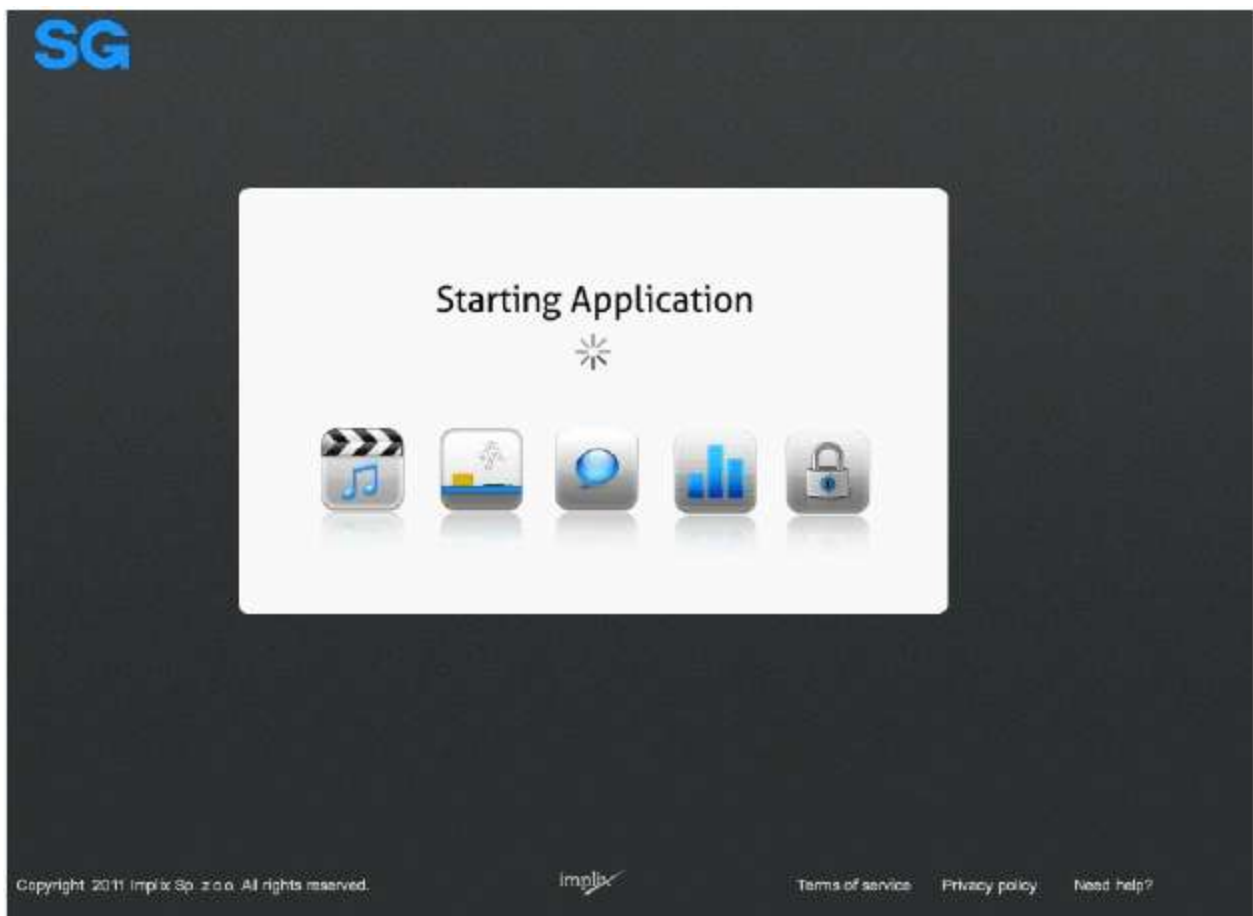 SG
Starting Application
Copyright 2011 Implix Sp. z o.o. All rights reserved.
implix
Terms of service Privacy policy Need help?